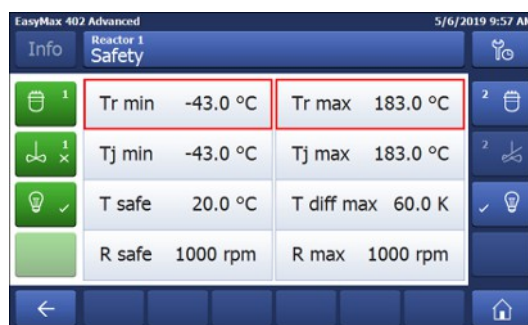 EasyMax 402 Advanced 5/6/2019 9:57 AM
Info
Reactor 1
Safety
1 Tr min -43.0 °C Tr max 183.0 °C 2
1 Tj min -43.0 °C Tj max 183.0 °C 2
T safe 20.0 °C T diff max 60.0 K
R safe 1000 rpm R max 1000 rpm